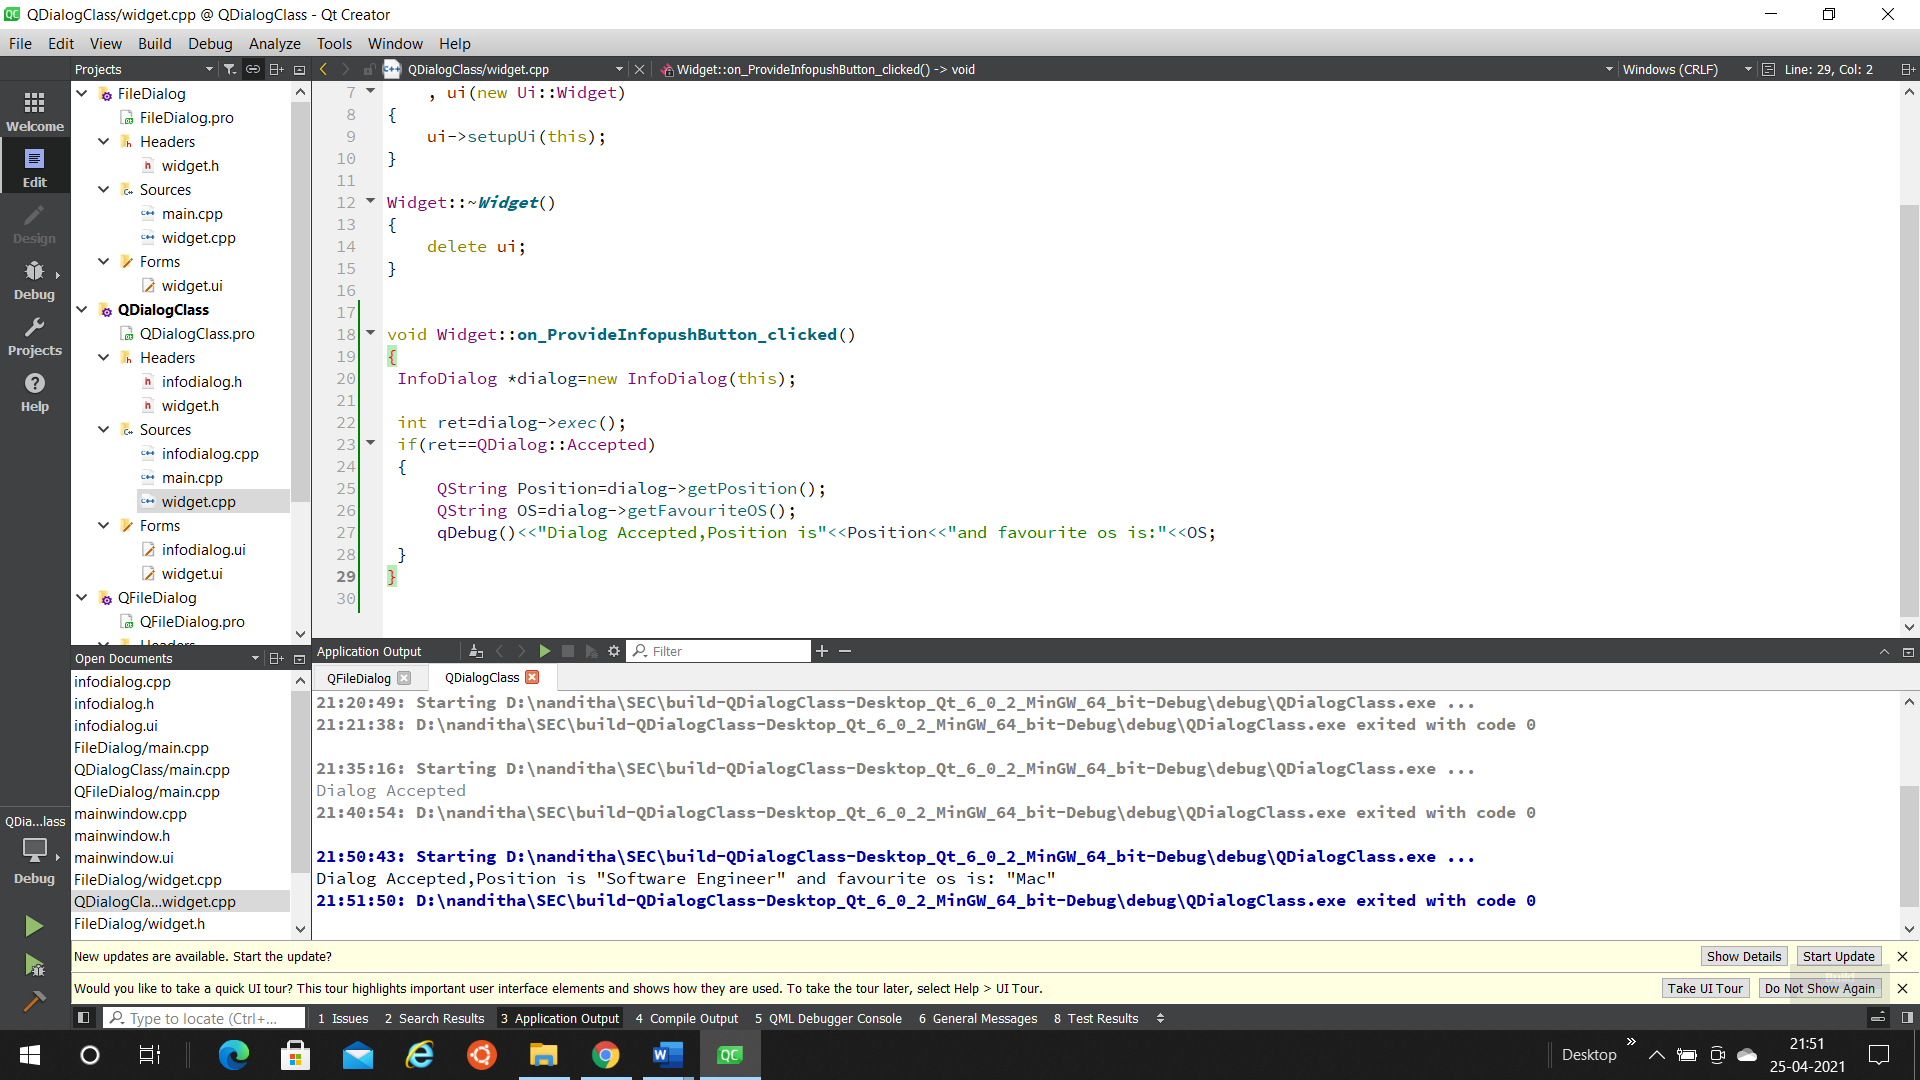 QDialogClass/widget.cpp @ QDialogClass - Qt Creator
File Edit View Build Debug Analyze Tools Window Help
Projects
QDialogClass/widget.cpp
Widget::on_ProvideInfopushButton_clicked() -> void
Windows (CRLF)
Line: 29, Col: 2
Welcome
Edit
Design
Debug
Projects
Help
QDia...lass
Debug
FileDialog
FileDialog.pro
Headers
widget.h
Sources
main.cpp
widget.cpp
Forms
widget.ui
QDialogClass
QDialogClass.pro
Headers
infodialog.h
widget.h
Sources
infodialog.cpp
main.cpp
widget.cpp
Forms
infodialog.ui
widget.ui
QFileDialog
QFileDialog.pro
Headers
7 , ui(new Ui::Widget)
8 {
9 ui->setupUi(this);
10 }
11
12 Widget::~Widget()
13 {
14 delete ui;
15 }
16
17
18 void Widget::on_ProvideInfopushButton_clicked()
19 {
20 InfoDialog *dialog=new InfoDialog(this);
21
22 int ret=dialog->exec();
23 if(ret==QDialog::Accepted)
24 {
25 QString Position=dialog->getPosition();
26 QString OS=dialog->getFavouriteOS();
27 qDebug()<<"Dialog Accepted,Position is"<<Position<<"and favourite os is:"<<OS;
28 }
29 }
30
Open Documents
infodialog.cpp
infodialog.h
infodialog.ui
FileDialog/main.cpp
QDialogClass/main.cpp
QFileDialog/main.cpp
mainwindow.cpp
mainwindow.h
mainwindow.ui
FileDialog/widget.cpp
QDialogCla...widget.cpp
FileDialog/widget.h
Application Output
Filter
QFileDialog
QDialogClass
21:20:49: Starting D:\nanditha\SEC\build-QDialogClass-Desktop_Qt_6_0_2_MinGW_64_bit-Debug\debug\QDialogClass.exe ...
21:21:38: D:\nanditha\SEC\build-QDialogClass-Desktop_Qt_6_0_2_MinGW_64_bit-Debug\debug\QDialogClass.exe exited with code 0
21:35:16: Starting D:\nanditha\SEC\build-QDialogClass-Desktop_Qt_6_0_2_MinGW_64_bit-Debug\debug\QDialogClass.exe ...
Dialog Accepted
21:40:54: D:\nanditha\SEC\build-QDialogClass-Desktop_Qt_6_0_2_MinGW_64_bit-Debug\debug\QDialogClass.exe exited with code 0
21:50:43: Starting D:\nanditha\SEC\build-QDialogClass-Desktop_Qt_6_0_2_MinGW_64_bit-Debug\debug\QDialogClass.exe ...
Dialog Accepted,Position is "Software Engineer" and favourite os is: "Mac"
21:51:50: D:\nanditha\SEC\build-QDialogClass-Desktop_Qt_6_0_2_MinGW_64_bit-Debug\debug\QDialogClass.exe exited with code 0
New updates are available. Start the update?
Show Details
Start Update
Would you like to take a quick UI tour? This tour highlights important user interface elements and shows how they are used. To take the tour later, select Help > UI Tour.
Take UI Tour
Do Not Show Again
Type to locate (Ctrl+...
1 Issues 2 Search Results 3 Application Output 4 Compile Output 5 QML Debugger Console 6 General Messages 8 Test Results
Desktop
21:51
25-04-2021